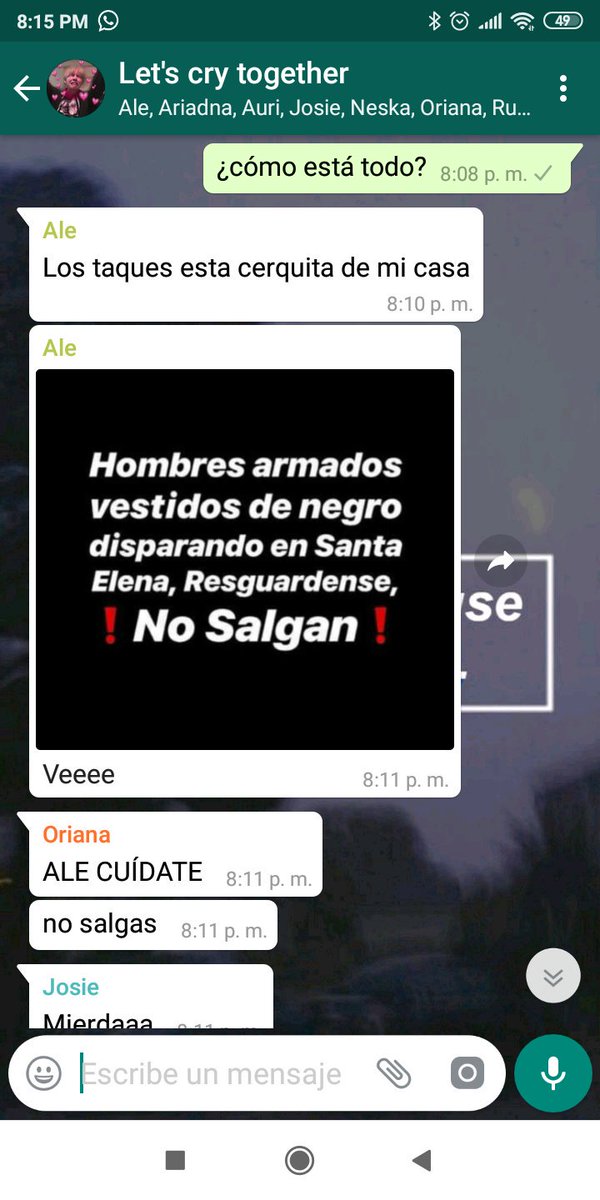 8:15 PM
49
Let's cry together
Ale, Ariadna, Auri, Josie, Neska, Oriana, Ru...
¿cómo está todo? 8:08 p. m.
Ale
Los taques esta cerquita de mi casa
8:10 p. m.
Ale
Hombres armados
vestidos de negro
disparando en Santa
Elena, Resguardense,
❗No Salgan❗
se
Veeee 8:11 p. m.
Oriana
ALE CUÍDATE 8:11 p. m.
no salgas 8:11 p. m.
Josie
Mierdaaa 8:11 p. m.
Escribe un mensaje